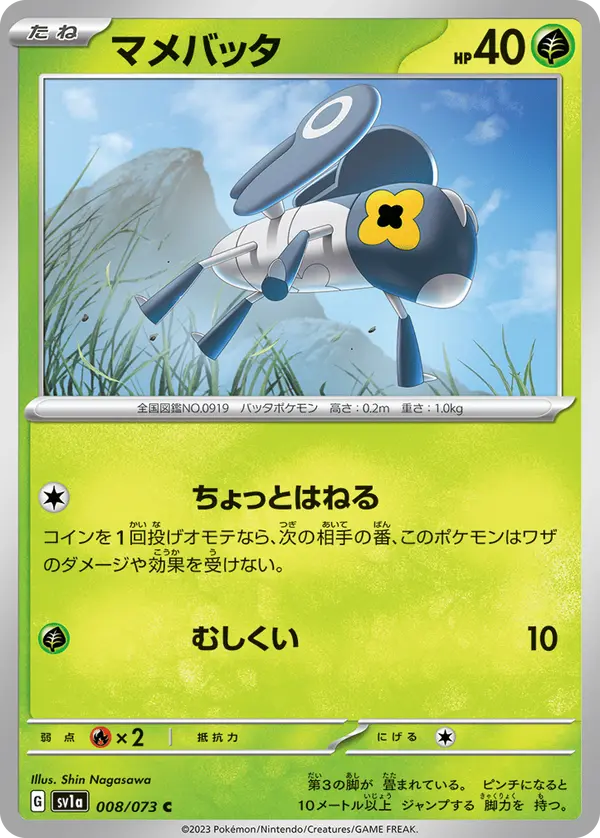 たね マメバッタ HP40
全国図鑑NO.0919 バッタポケモン 高さ:0.2m 重さ:1.0kg
ちょっとはねる
コインを1回投げオモテなら、次の相手の番、このポケモンはワザ
のダメージや効果を受けない。
むしくい 10
弱点 ×2 抵抗力 にげる
Illus. Shin Nagasawa
G sv1a 008/073 C
第3の脚が 畳まれている。 ピンチになると
10メートル以上 ジャンプする 脚力を 持つ。
©2023 Pokémon/Nintendo/Creatures/GAME FREAK.